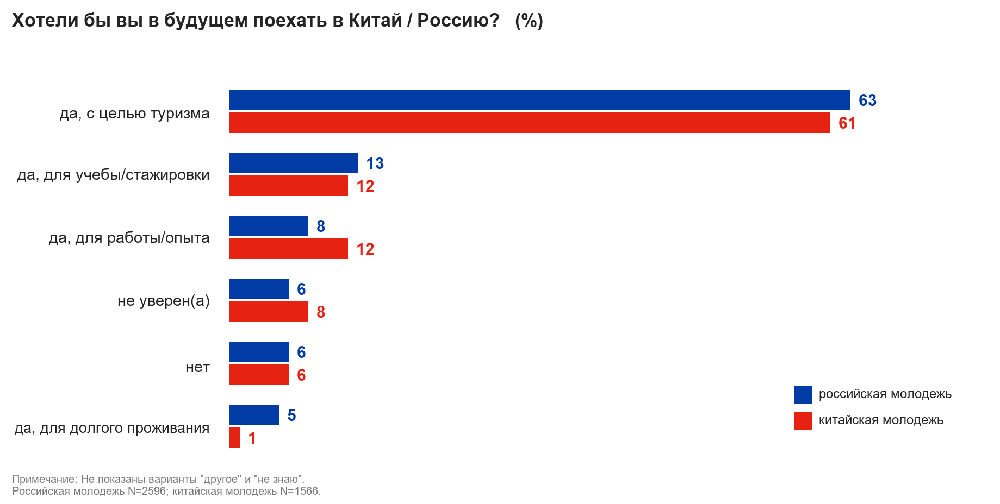 Хотели бы вы в будущем поехать в Китай / Россию? (%)
да, с целью туризма
63
61
да, для учебы/стажировки
13
12
да, для работы/опыта
8
12
не уверен(а)
6
8
нет
6
6
да, для долгого проживания
5
1
российская молодежь
китайская молодежь
Примечание: Не показаны варианты "другое" и "не знаю".
Российская молодежь N=2596; китайская молодежь N=1566.